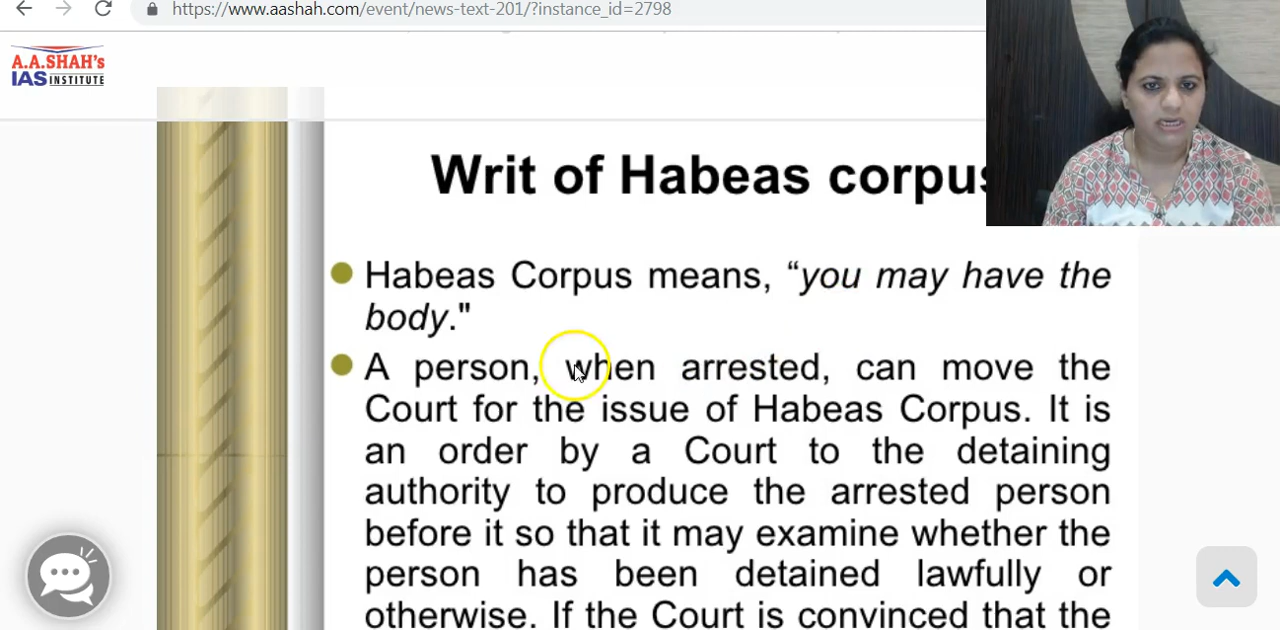 https://www.aashah.com/event/news-text-201/?instance_id=2798
A.A.SHAH's
IAS INSTITUTE
Writ of Habeas corpus
Habeas Corpus means, “you may have the
body."
A person, when arrested, can move the
Court for the issue of Habeas Corpus. It is
an order by a Court to the detaining
authority to produce the arrested person
before it so that it may examine whether the
person has been detained lawfully or
otherwise. If the Court is convinced that the